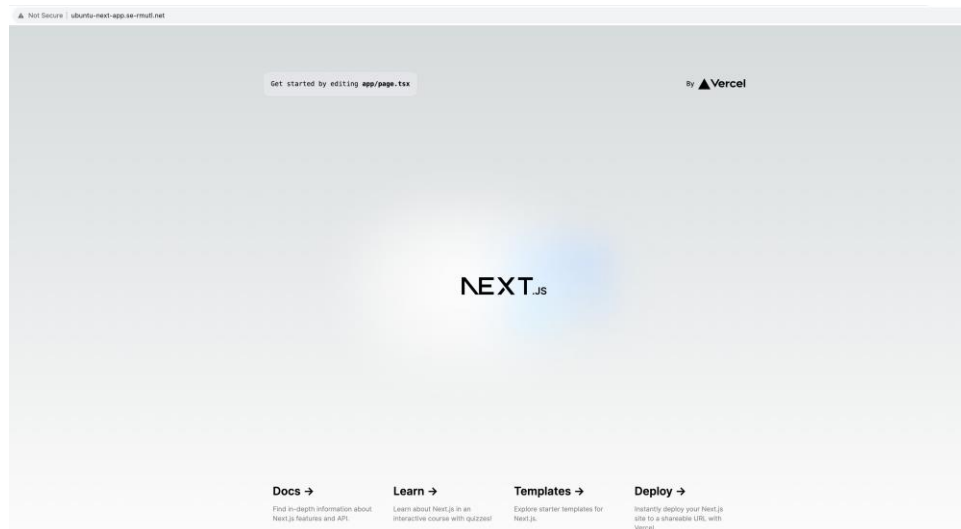 Not Secure | ubuntu-next-app.se-rmutl.net
Get started by editing app/page.tsx
By Vercel
NEXT.JS
Docs → Learn → Templates → Deploy →
Find in-depth information about Learn about Next.js in an Explore starter templates for Instantly deploy your Next.js
Next.js features and API. interactive course with quizzes! Next.js. site to a shareable URL with
Vercel.